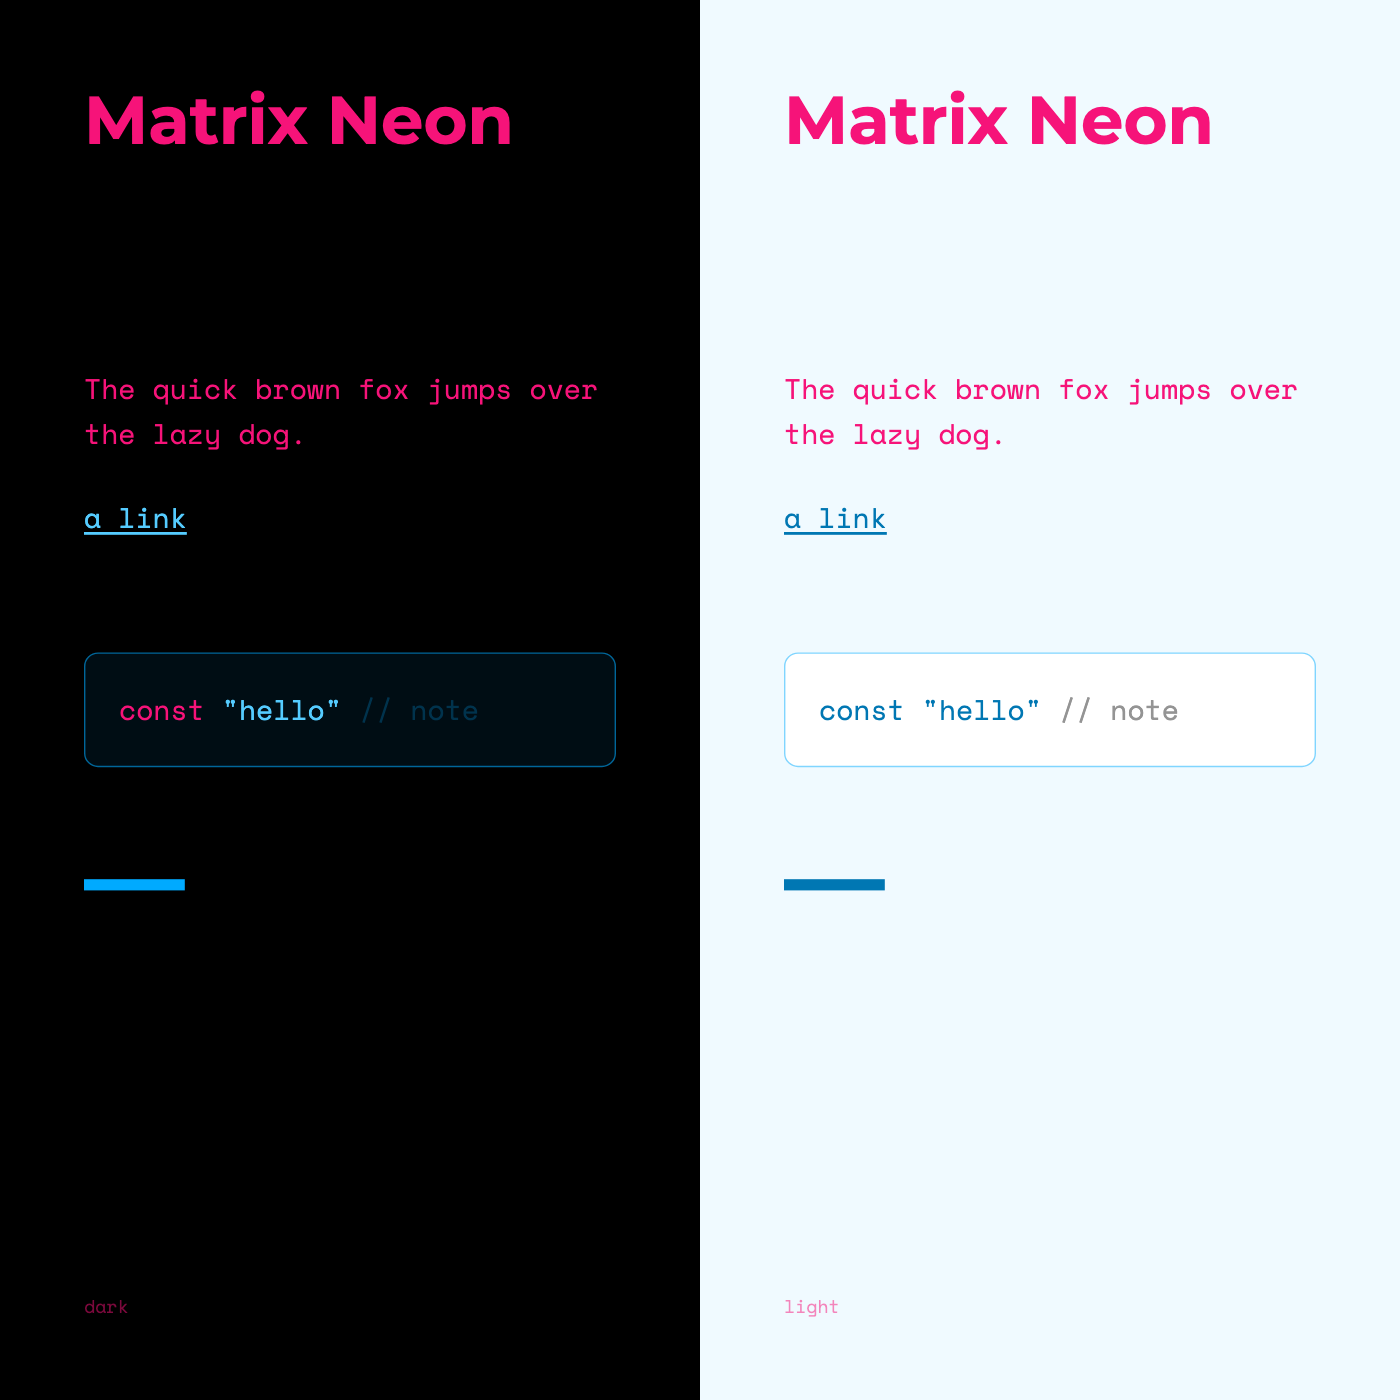 Matrix Neon
The quick brown fox jumps over
the lazy dog.
a link
const "hello" // note
dark
Matrix Neon
The quick brown fox jumps over
the lazy dog.
a link
const "hello" // note
light